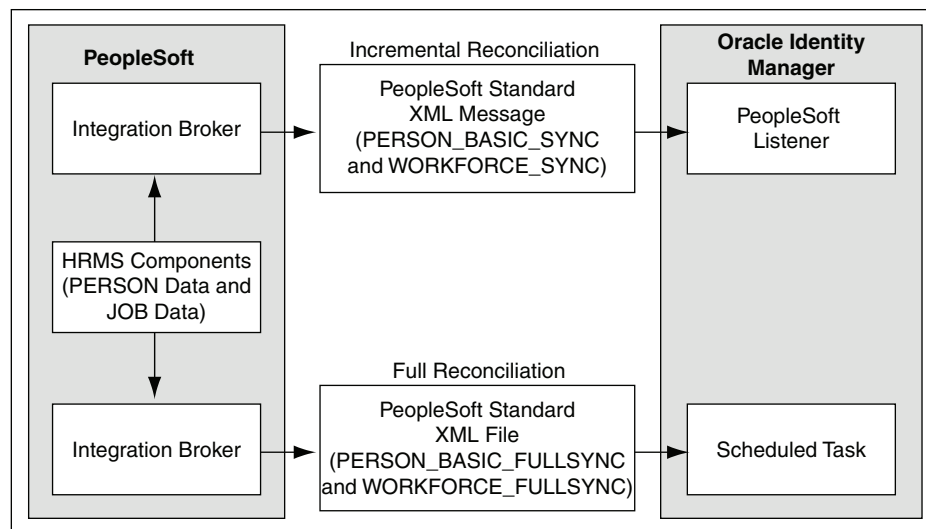 PeopleSoft
Integration Broker
HRMS Components
(PERSON Data and
JOB Data)
Integration Broker
Incremental Reconciliation
PeopleSoft Standard
XML Message
(PERSON_BASIC_SYNC
and WORKFORCE_SYNC)
Full Reconciliation
PeopleSoft Standard
XML File
(PERSON_BASIC_FULLSYNC
and WORKFORCE_FULLSYNC)
Oracle Identity
Manager
PeopleSoft
Listener
Scheduled Task